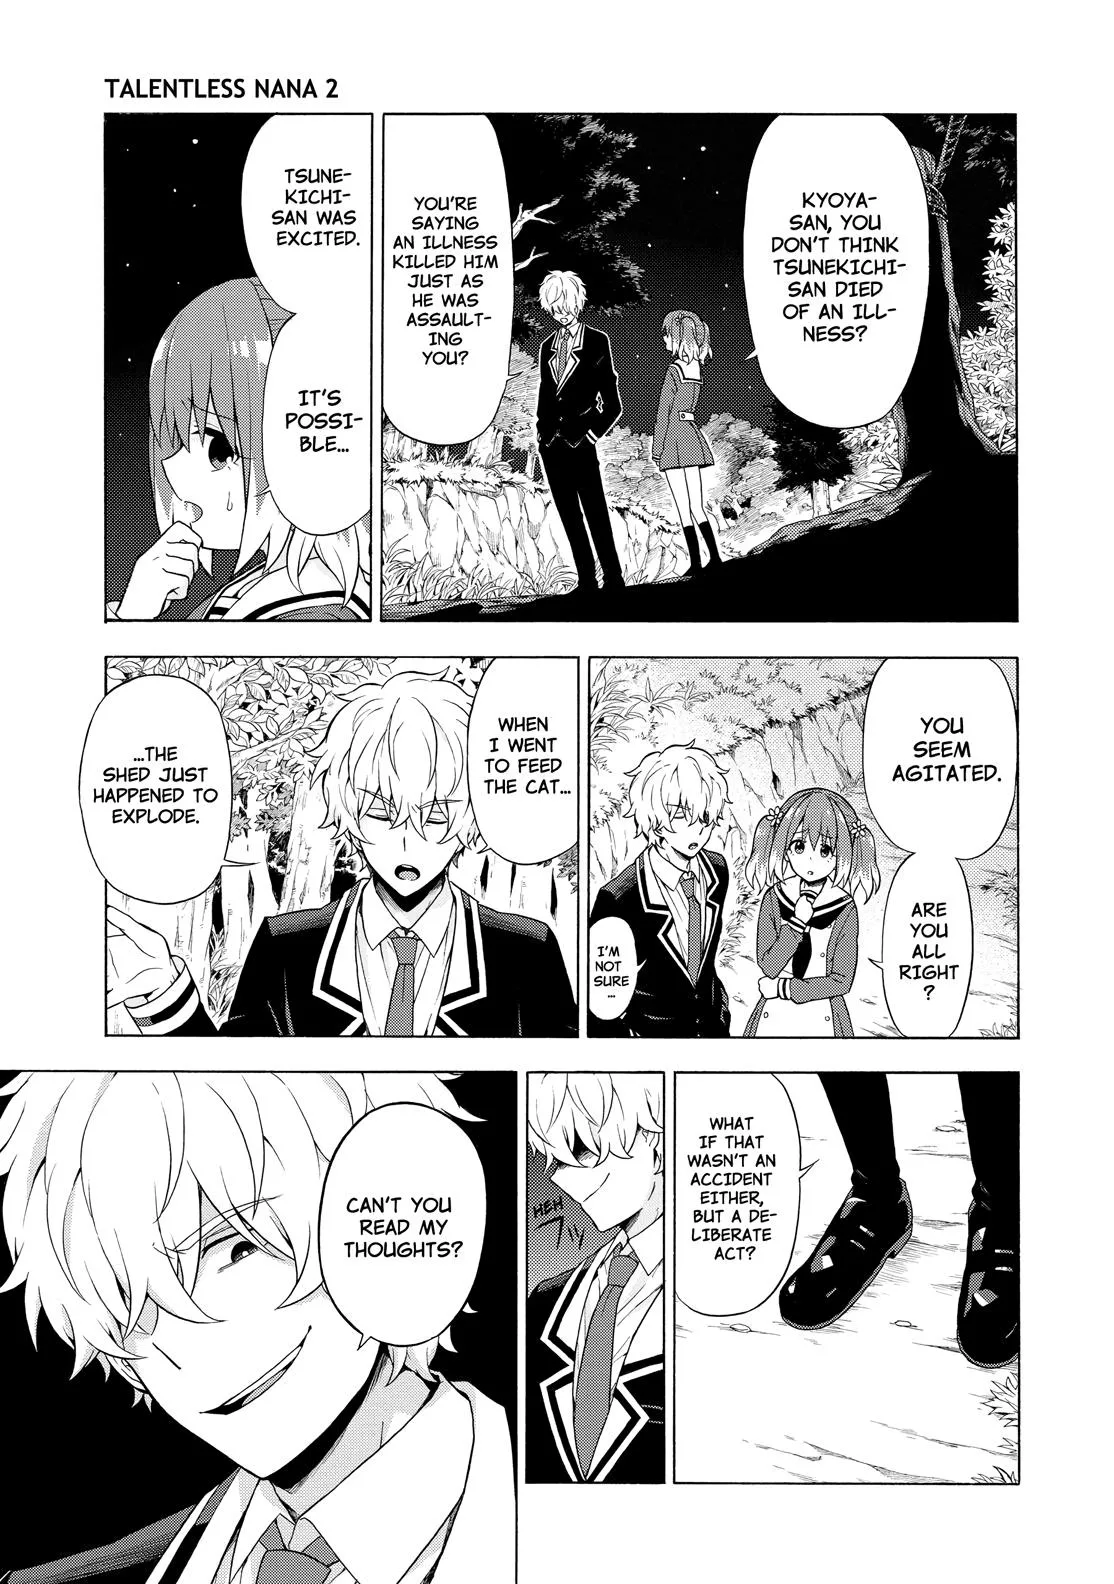 TALENTLESS NANA 2
KYOYA-
SAN, YOU
DON'T THINK
TSUNEKICHI-
SAN DIED
OF AN ILL-
NESS?
YOU'RE
SAYING
AN ILLNESS
KILLED HIM
JUST AS
HE WAS
ASSAULT-
ING
YOU?
TSUNE-
KICHI-
SAN WAS
EXCITED.
IT'S
POSSI-
BLE...
YOU
SEEM
AGITATED.
ARE
YOU
ALL
RIGHT
?
I'M
NOT
SURE
...
WHEN
I WENT
TO FEED
THE CAT...
...THE
SHED JUST
HAPPENED TO
EXPLODE.
WHAT
IF THAT
WASN'T AN
ACCIDENT
EITHER,
BUT A DE-
LIBERATE
ACT?
HEH
フッ
CAN'T YOU
READ MY
THOUGHTS?